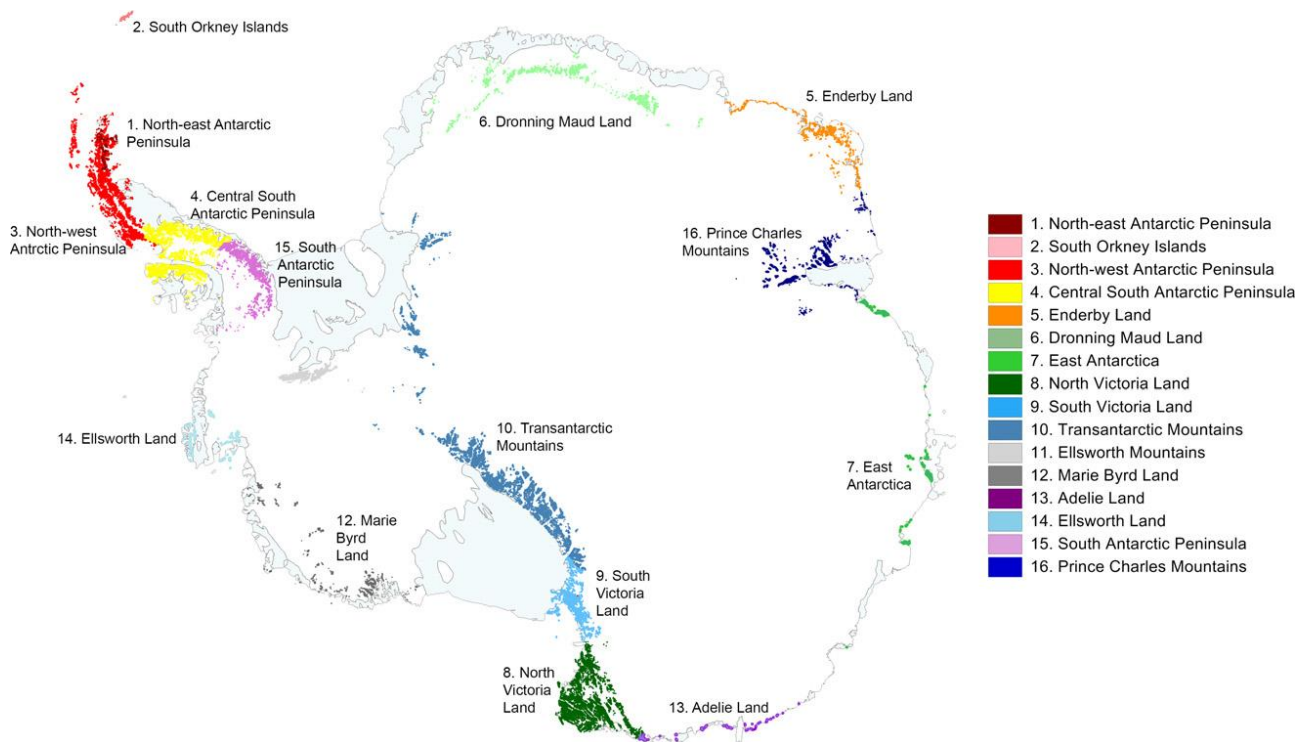 2. South Orkney Islands
1. North-east Antarctic
Peninsula
5. Enderby Land
6. Dronning Maud Land
4. Central South
Antarctic Peninsula
3. North-west
Antrctic Peninsula
15. South
Antarctic
Peninsula
16. Prince Charles
Mountains
14. Ellsworth Land
10. Transantarctic
Mountains
7. East
Antarctica
12. Marie
Byrd
Land
9. South
Victoria
Land
8. North
Victoria
Land
13. Adelie Land
1. North-east Antarctic Peninsula
2. South Orkney Islands
3. North-west Antarctic Peninsula
4. Central South Antarctic Peninsula
5. Enderby Land
6. Dronning Maud Land
7. East Antarctica
8. North Victoria Land
9. South Victoria Land
10. Transantarctic Mountains
11. Ellsworth Mountains
12. Marie Byrd Land
13. Adelie Land
14. Ellsworth Land
15. South Antarctic Peninsula
16. Prince Charles Mountains